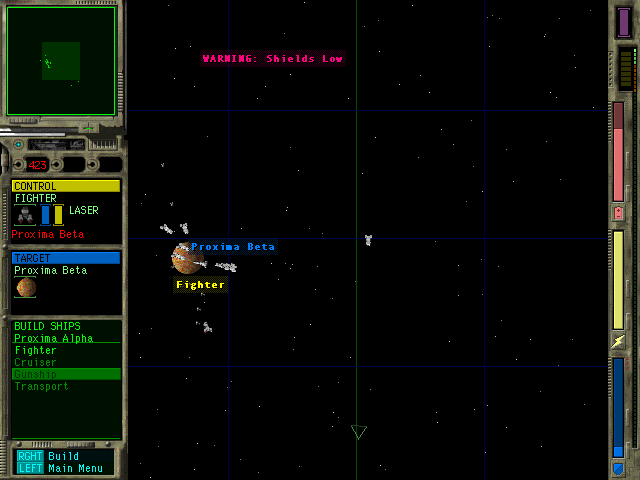 WARNING: Shields Low
423
CONTROL
FIGHTER
LASER
Proxima Beta
TARGET
Proxima Beta
Proxima Beta
Fighter
BUILD SHIPS
Proxima Alpha
Fighter
Cruiser
Gunship
Transport
RGHT Build
LEFT Main Menu